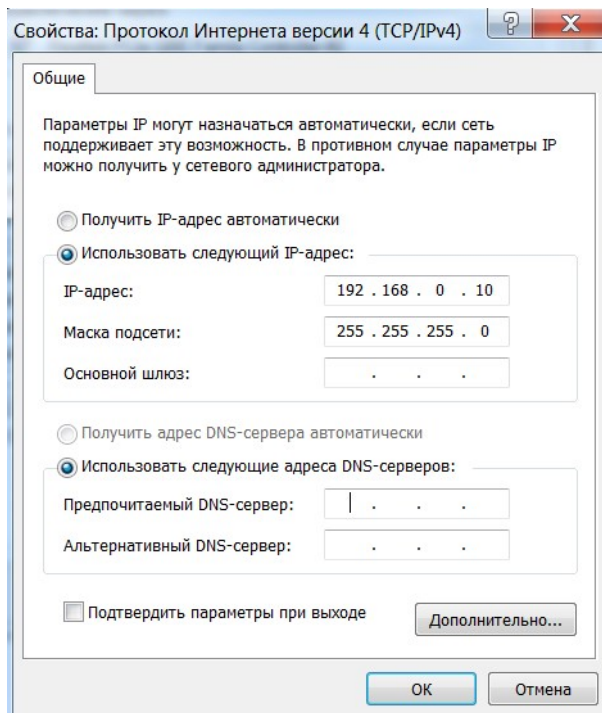 Свойства: Протокол Интернета версии 4 (TCP/IPv4)
Общие
Параметры IP могут назначаться автоматически, если сеть
поддерживает эту возможность. В противном случае параметры IP
можно получить у сетевого администратора.
Получить IP-адрес автоматически
Использовать следующий IP-адрес:
IP-адрес: 192 . 168 . 0 . 10
Маска подсети: 255 . 255 . 255 . 0
Основной шлюз: . . .
Получить адрес DNS-сервера автоматически
Использовать следующие адреса DNS-серверов:
Предпочитаемый DNS-сервер: . . .
Альтернативный DNS-сервер: . . .
Подтвердить параметры при выходе
Дополнительно...
ОК
Отмена